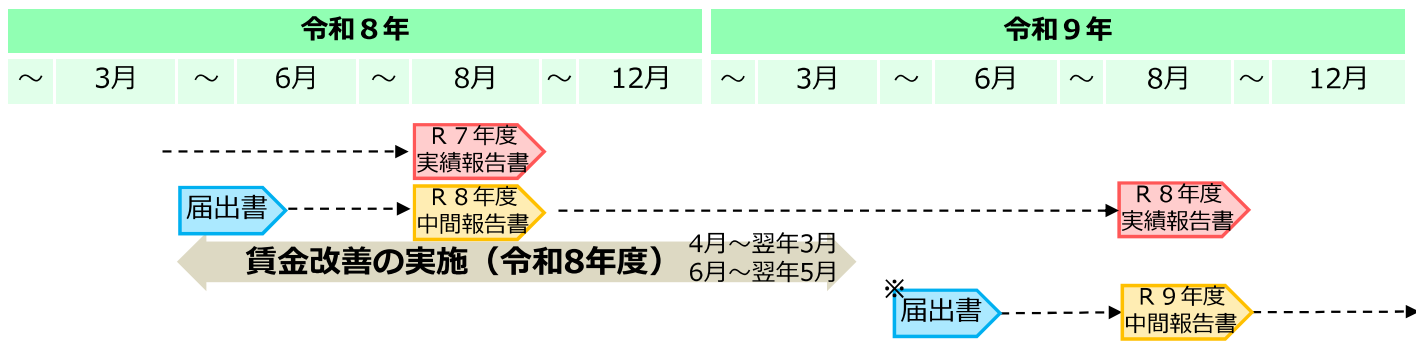 令和８年 令和９年
～ 3月 ～ 6月 ～ 8月 ～ 12月 ～ 3月 ～ 6月 ～ 8月 ～ 12月
Ｒ７年度
実績報告書
届出書
Ｒ８年度
中間報告書
Ｒ８年度
実績報告書
賃金改善の実施（令和8年度）
4月～翌年3月
6月～翌年5月
※
届出書
Ｒ９年度
中間報告書